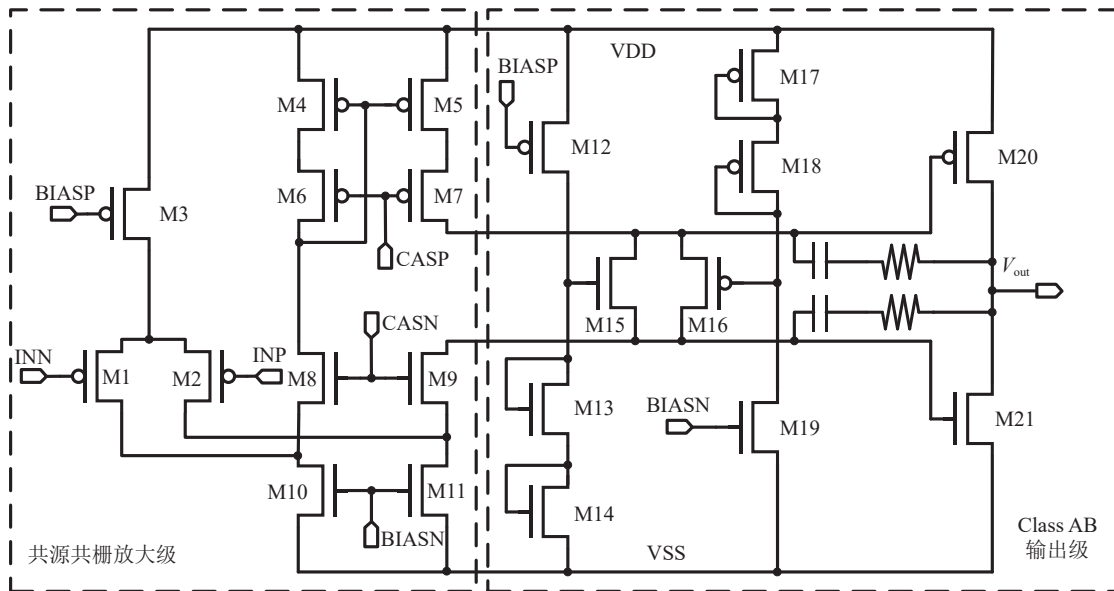 VDD
BIASP
M17
M4
M5
M12
M18
M20
BIASP
M3
M6
M7
CASP
V_out
M15
M16
CASN
INN
M1
M2
INP
M8
M9
M13
BIASN
M19
M21
M10
M11
M14
BIASN
VSS
共源共栅放大级
Class AB
输出级